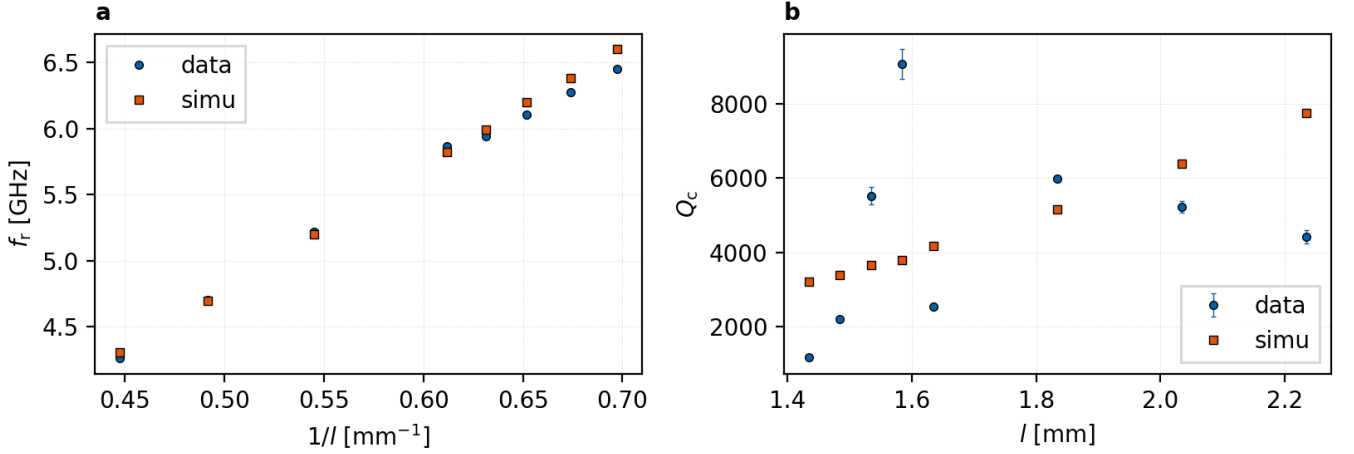 a
6.5
6.0
5.5
5.0
4.5
0.45 0.50 0.55 0.60 0.65 0.70
f_r [GHz]
1/l [mm⁻¹]
data
simu
b
8000
6000
4000
2000
1.4 1.6 1.8 2.0 2.2
Q_c
l [mm]
data
simu